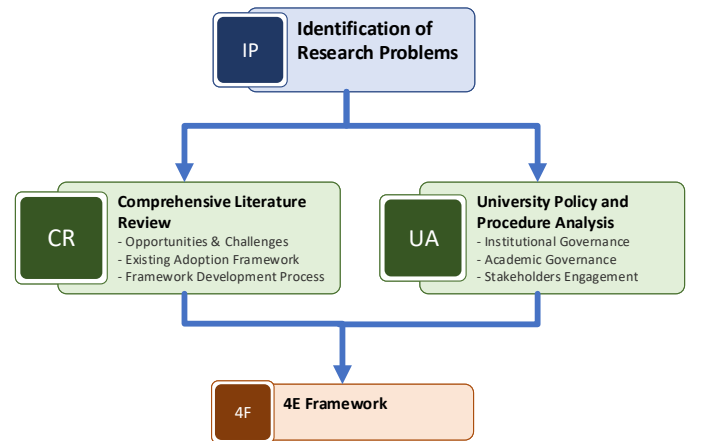 IP
Identification of
Research Problems
CR
Comprehensive Literature
Review
- Opportunities & Challenges
- Existing Adoption Framework
- Framework Development Process
UA
University Policy and
Procedure Analysis
- Institutional Governance
- Academic Governance
- Stakeholders Engagement
4F
4E Framework